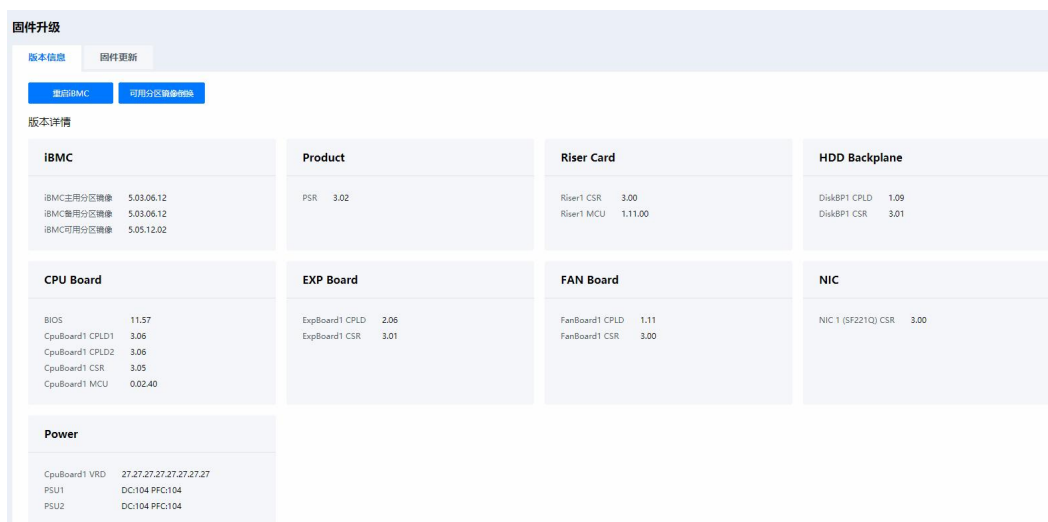 固件升级
版本信息 固件更新
重启iBMC 可用分区镜像切换
版本详情
iBMC
iBMC主用分区镜像 5.03.06.12
iBMC备用分区镜像 5.03.06.12
iBMC可用分区镜像 5.05.12.02
Product
PSR 3.02
Riser Card
Riser1 CSR 3.00
Riser1 MCU 1.11.00
HDD Backplane
DiskBP1 CPLD 1.09
DiskBP1 CSR 3.01
CPU Board
BIOS 11.57
CpuBoard1 CPLD1 3.06
CpuBoard1 CPLD2 3.06
CpuBoard1 CSR 3.05
CpuBoard1 MCU 0.02.40
EXP Board
ExpBoard1 CPLD 2.06
ExpBoard1 CSR 3.01
FAN Board
FanBoard1 CPLD 1.11
FanBoard1 CSR 3.00
NIC
NIC 1 (SF221Q) CSR 3.00
Power
CpuBoard1 VRD 27.27.27.27.27.27.27.27
PSU1 DC:104 PFC:104
PSU2 DC:104 PFC:104